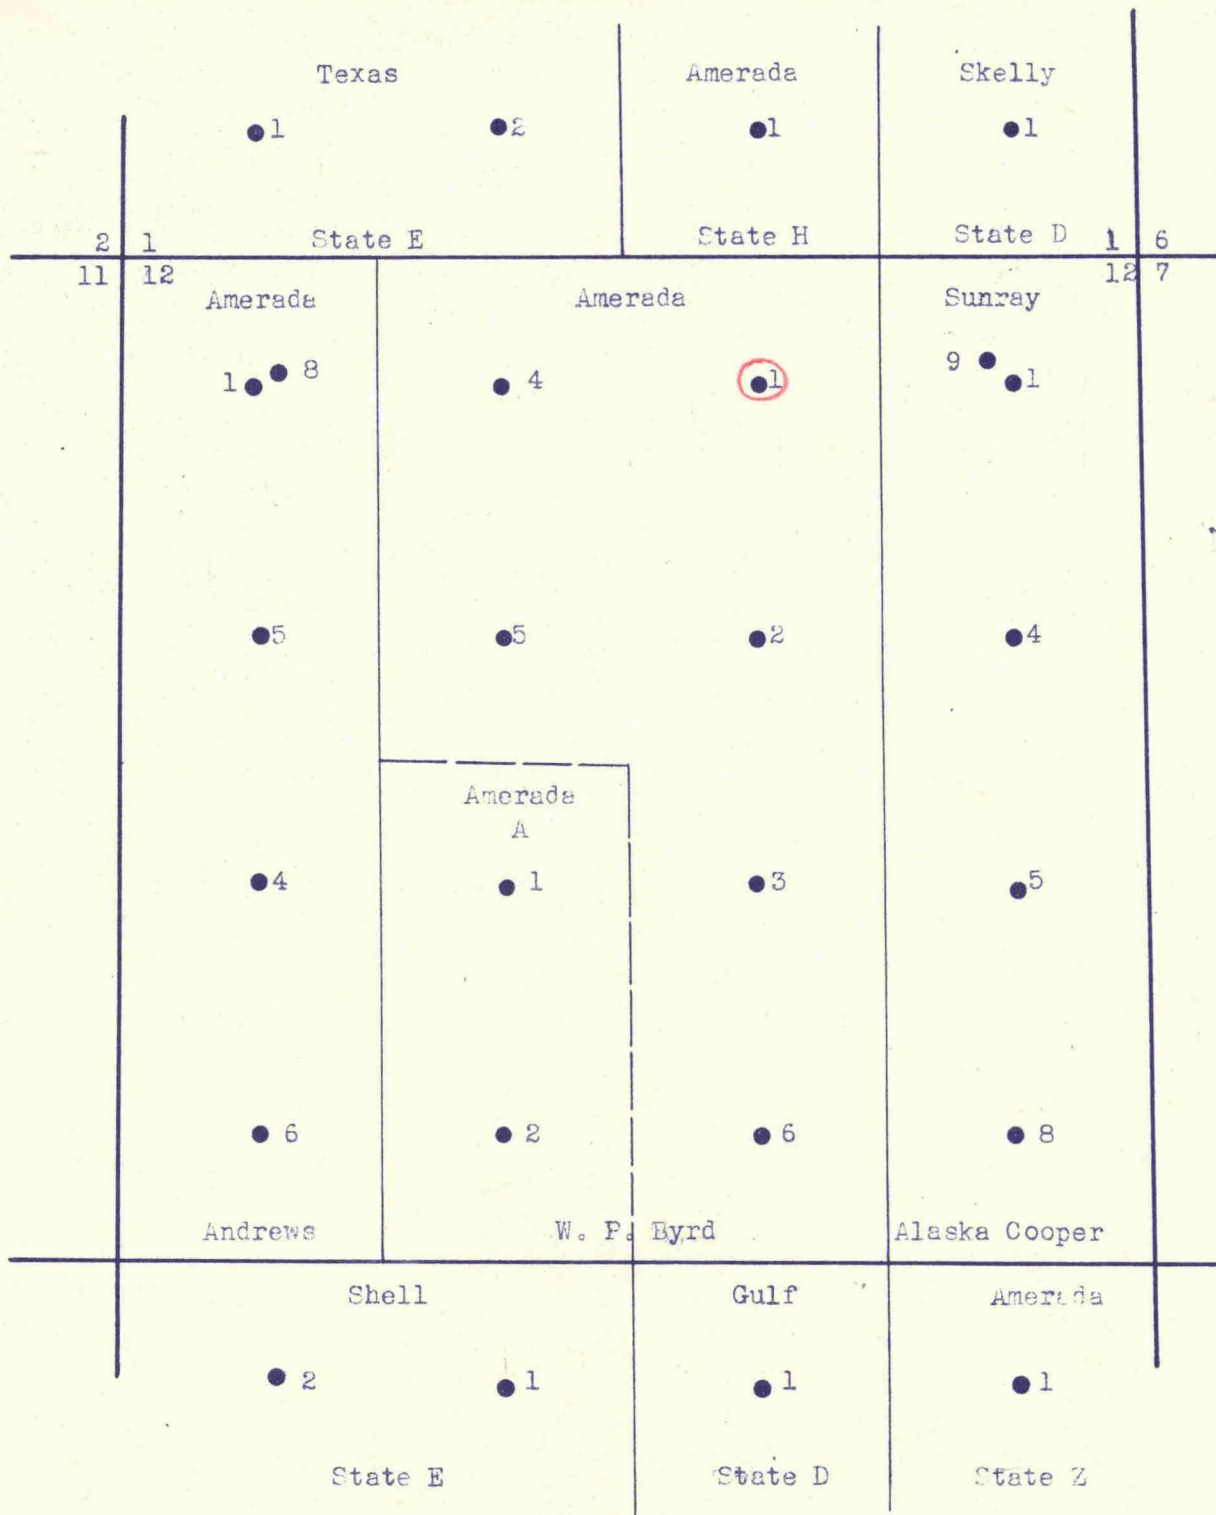 Texas Amerada Skelly
1 2 1 1
State E State H State D
2 1 1 6
11 12 12 7
Amerada Amerada Sunray
1 8 4 1 9 1
5 5 2 4
Amerada
A
4 1 3 5
6 2 6 8
Andrews W. P. Byrd Alaska Cooper
Shell Gulf Amerada
2 1 1 1
State E State D State Z